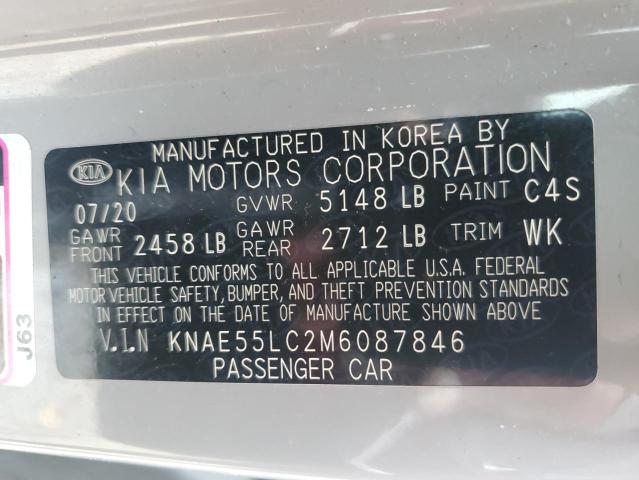 MANUFACTURED IN KOREA BY
KIA KIA MOTORS CORPORATION
07/20 GVWR 5148 LB PAINT C4S
GAWR FRONT 2458 LB GAWR REAR 2712 LB TRIM WK
THIS VEHICLE CONFORMS TO ALL APPLICABLE U.S.A. FEDERAL
MOTOR VEHICLE SAFETY, BUMPER, AND THEFT PREVENTION STANDARDS
IN EFFECT ON THE DATE OF MANUFACTURE SHOWN ABOVE
V.I.N KNAE55LC2M6087846
PASSENGER CAR
J63